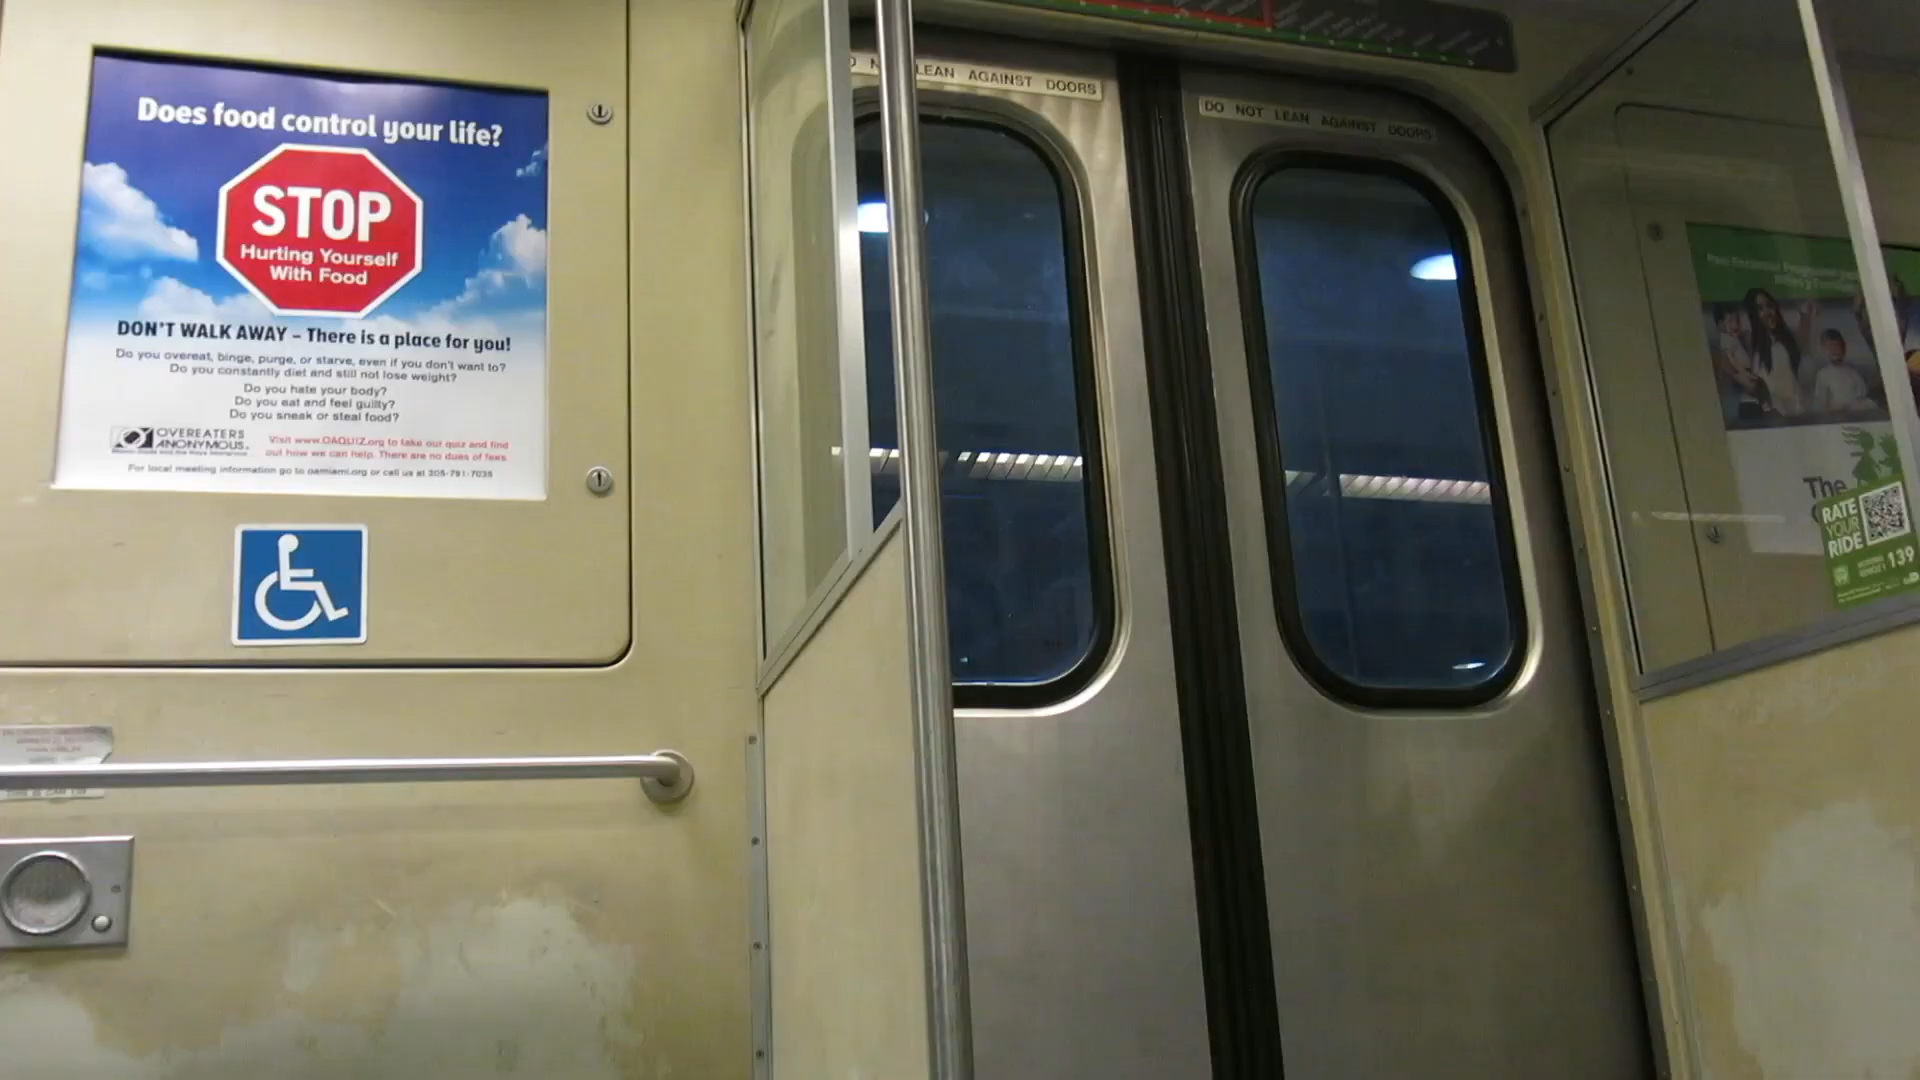 Does food control your life?
STOP
Hurting Yourself
With Food
DON'T WALK AWAY – There is a place for you!
Do you overeat, binge, purge, or starve, even if you don't want to?
Do you constantly diet and still not lose weight?
Do you hate your body?
Do you eat and feel guilty?
Do you sneak or steal food?
OVEREATERS
ANONYMOUS
Visit www.OAQUIZ.org to take our quiz and find
out how we can help. There are no dues of fees
For local meeting information go to oamiami.org or call us at 305-791-7035
LEAN AGAINST DOORS
DO NOT LEAN AGAINST DOORS
The
RATE
YOUR
RIDE
139